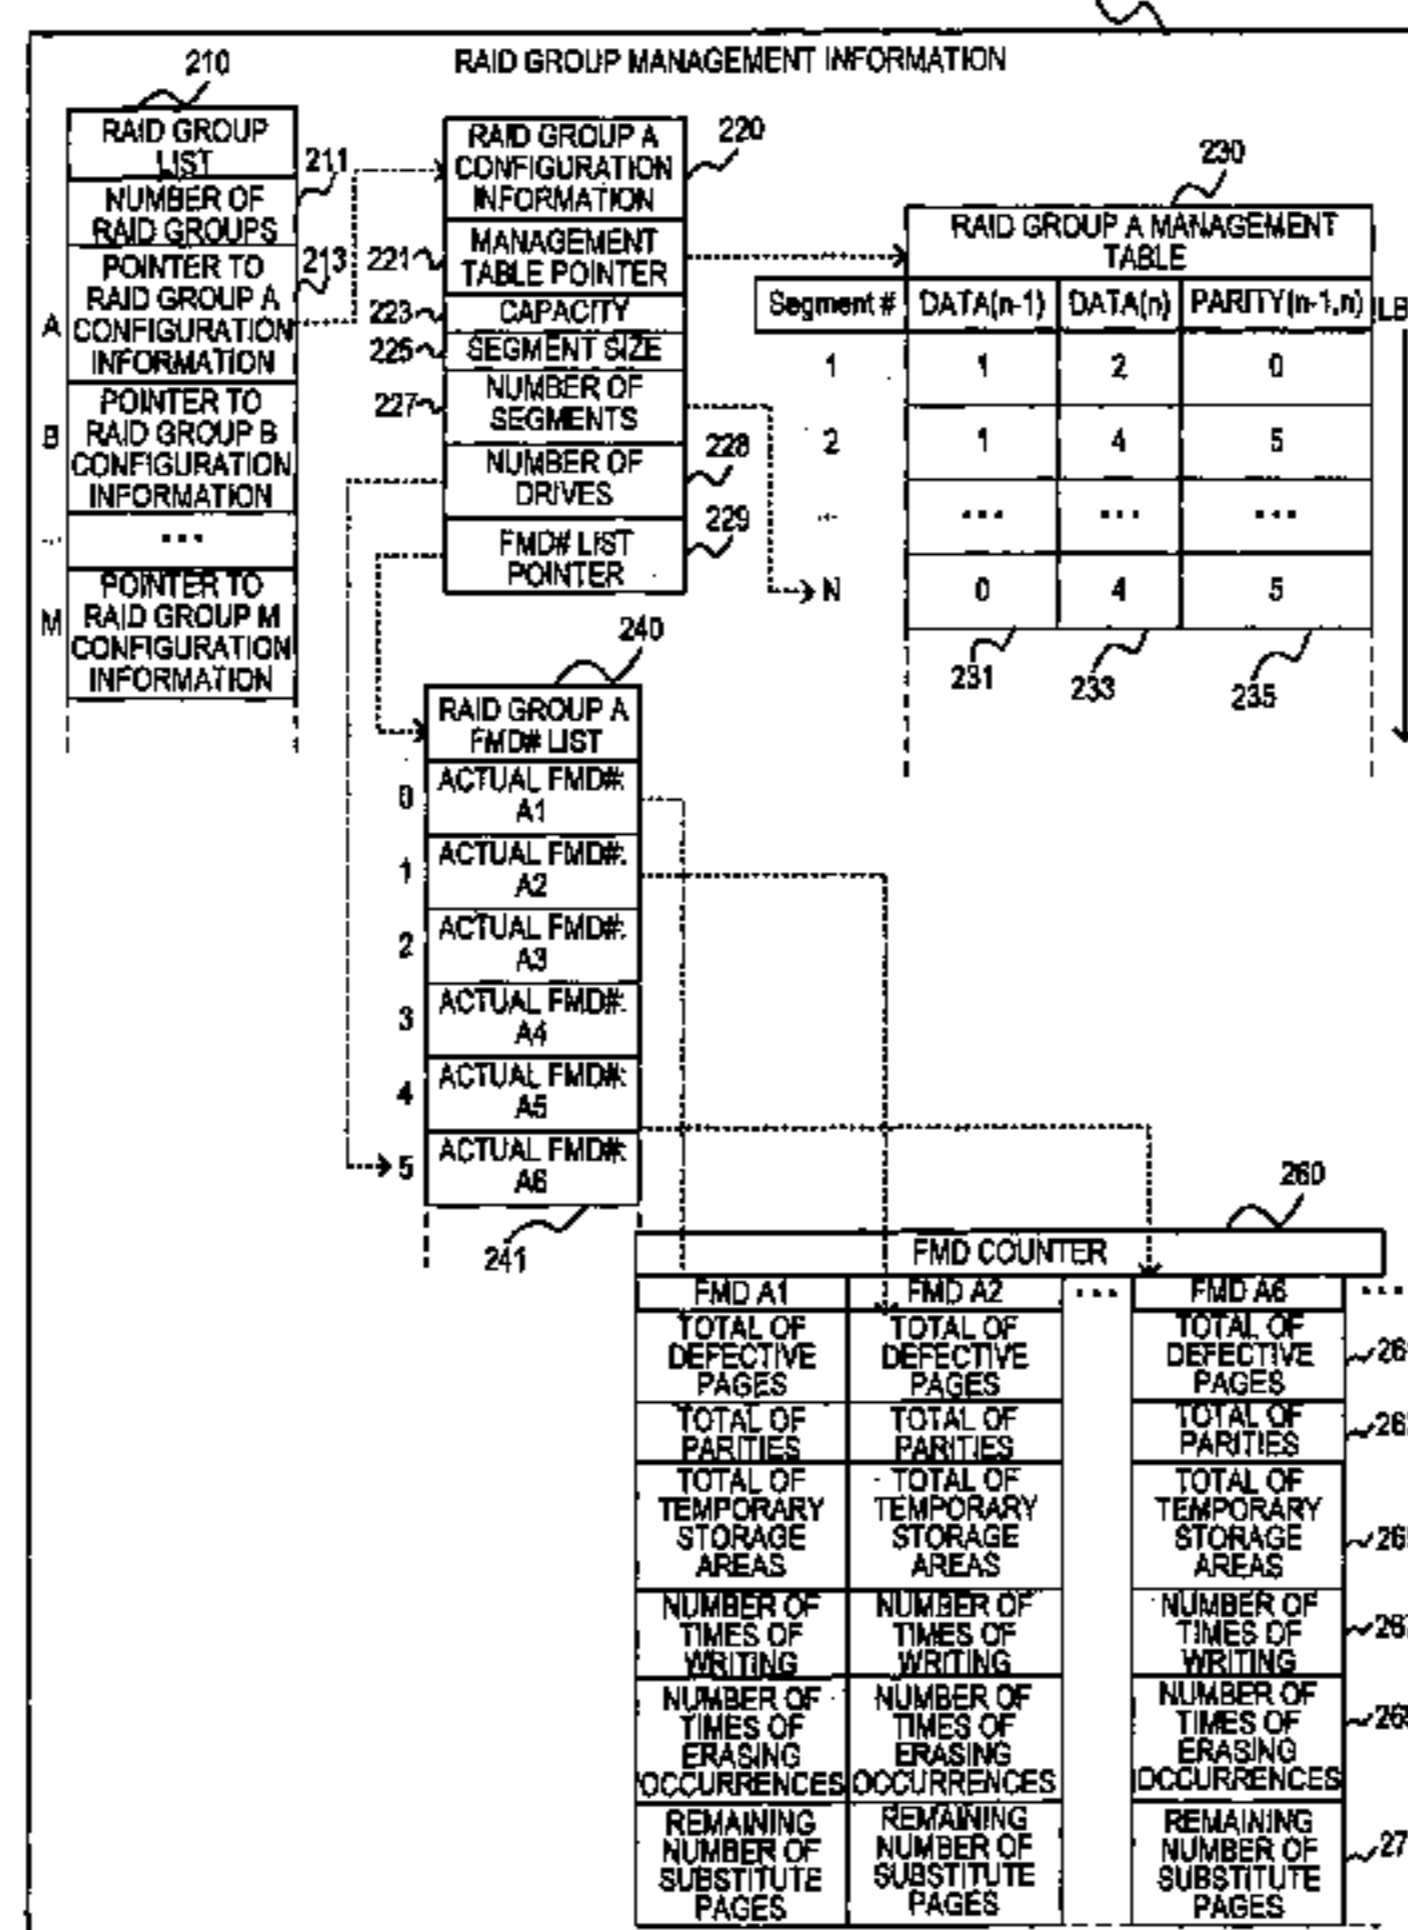 RAID GROUP MANAGEMENT INFORMATION
210
RAID GROUP
LIST
211
NUMBER OF
RAID GROUPS
213
A
POINTER TO
RAID GROUP A
CONFIGURATION
INFORMATION
B
POINTER TO
RAID GROUP B
CONFIGURATION
INFORMATION
...
M
POINTER TO
RAID GROUP M
CONFIGURATION
INFORMATION
220
RAID GROUP A
CONFIGURATION
INFORMATION
221
MANAGEMENT
TABLE POINTER
223
CAPACITY
225
SEGMENT SIZE
227
NUMBER OF
SEGMENTS
228
NUMBER OF
DRIVES
229
FMD# LIST
POINTER
230
RAID GROUP A MANAGEMENT
TABLE
Segment # DATA(n-1) DATA(n) PARITY(n-1,n) LB
1 1 2 0
2 1 4 5
... ... ...
N 0 4 5
231 233 235
240
RAID GROUP A
FMD# LIST
0
ACTUAL FMD#:
A1
1
ACTUAL FMD#:
A2
2
ACTUAL FMD#:
A3
3
ACTUAL FMD#:
A4
4
ACTUAL FMD#:
A5
5
ACTUAL FMD#:
A6
241
260
FMD COUNTER
FMD A1 FMD A2 ... FMD A6 ...
TOTAL OF TOTAL OF TOTAL OF
DEFECTIVE DEFECTIVE DEFECTIVE
PAGES PAGES PAGES
TOTAL OF TOTAL OF TOTAL OF
PARITIES PARITIES PARITIES
TOTAL OF TOTAL OF TOTAL OF
TEMPORARY TEMPORARY TEMPORARY
STORAGE STORAGE STORAGE
AREAS AREAS AREAS
NUMBER OF NUMBER OF NUMBER OF
TIMES OF TIMES OF TIMES OF
WRITING WRITING WRITING
NUMBER OF NUMBER OF NUMBER OF
TIMES OF TIMES OF TIMES OF
ERASING ERASING ERASING
OCCURRENCES OCCURRENCES OCCURRENCES
REMAINING REMAINING REMAINING
NUMBER OF NUMBER OF NUMBER OF
SUBSTITUTE SUBSTITUTE SUBSTITUTE
PAGES PAGES PAGES